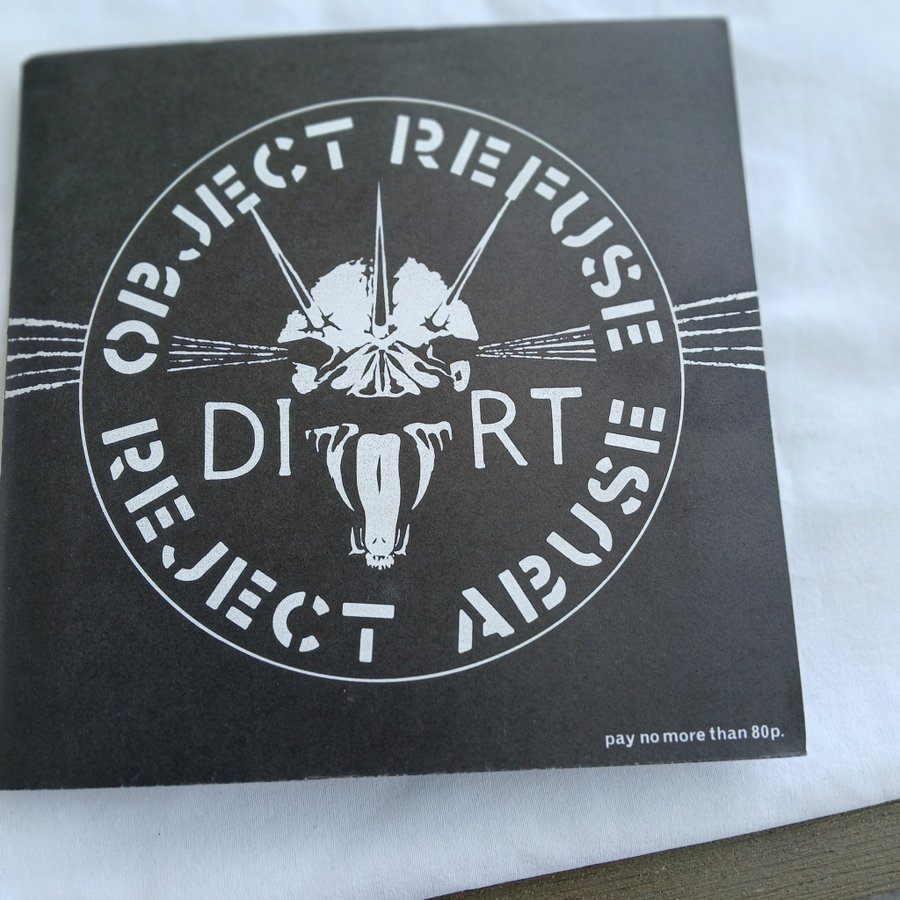 OBJECT REFUSE
DIRT
REJECT ABUSE
pay no more than 80p.